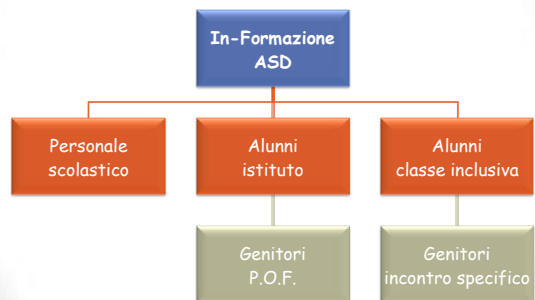 In-Formazione
ASD
Personale
scolastico
Alunni
istituto
Alunni
classe inclusiva
Genitori
P.O.F.
Genitori
incontro specifico